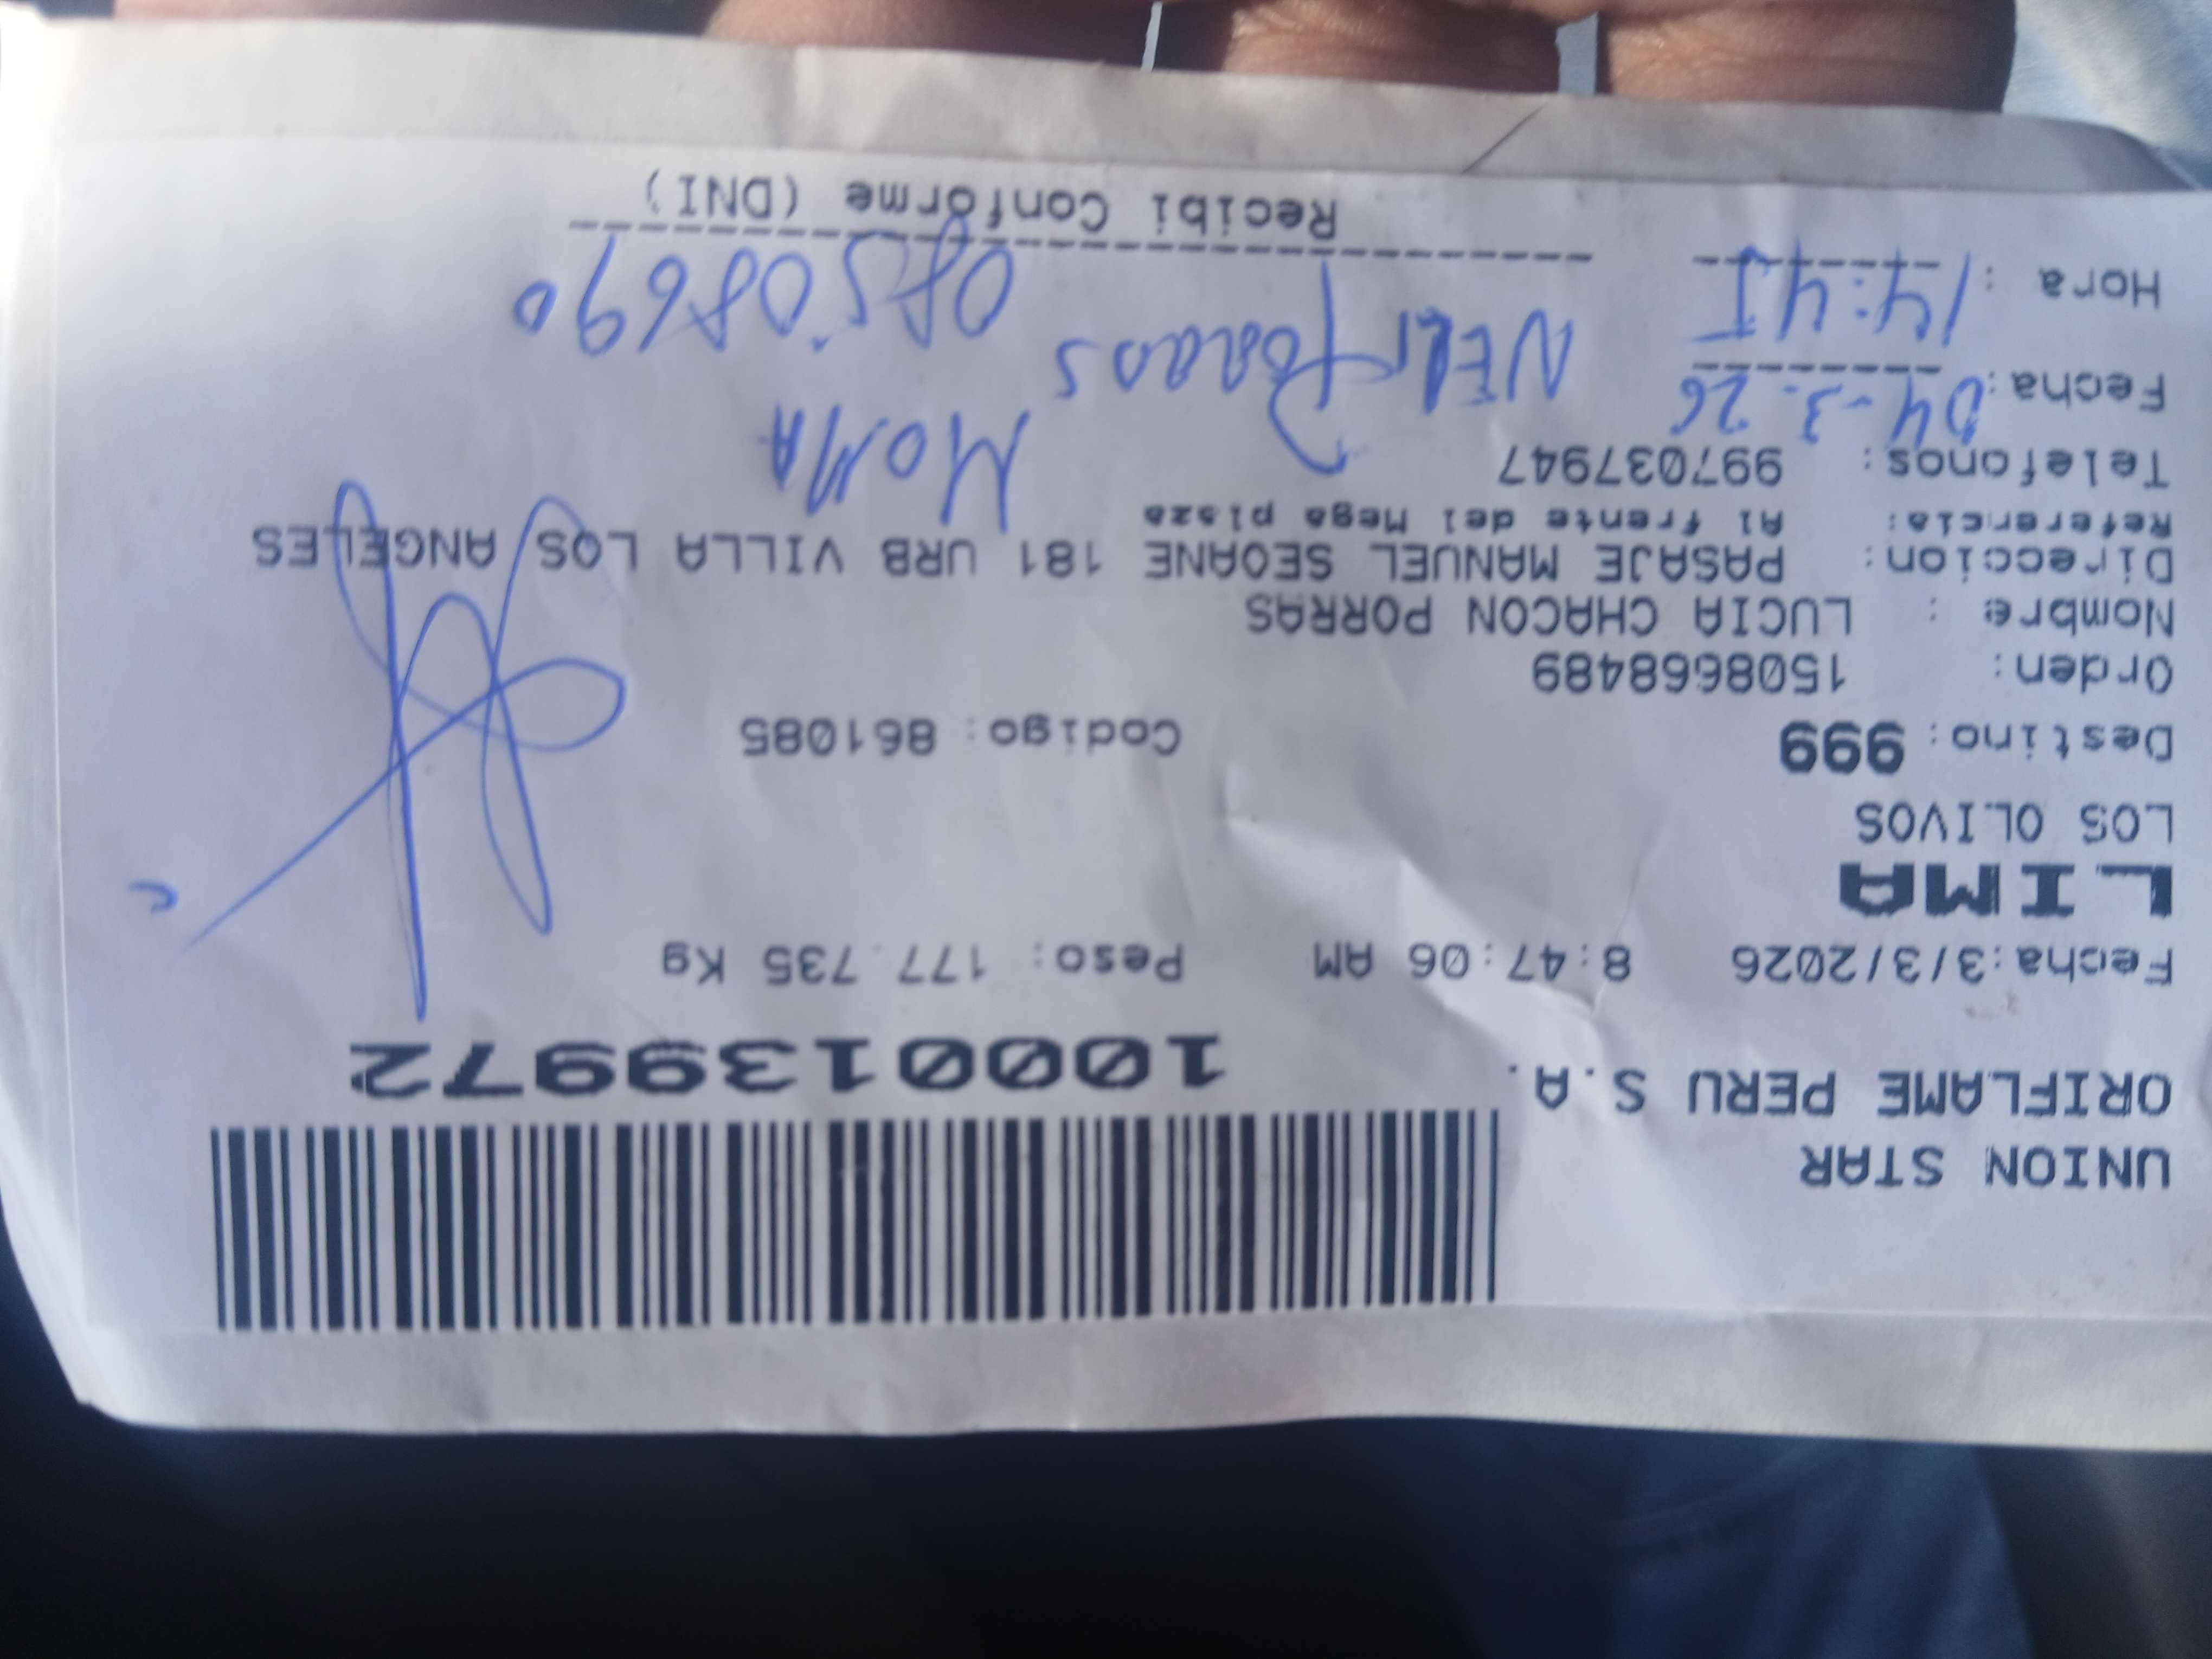 UNION STAR
ORIFLAME PERU S.A.
1000139972
Fecha:3/3/2026 8:47:06 AM Peso: 177.735 Kg
LIMA
LOS OLIVOS
Destino: 999 Codigo: 861085
Orden: 1508668489
Nombre : LUCIA CHACON PORRAS
Direccion: PASAJE MANUEL SEOANE 181 URB VILLA LOS ANGELES
Referencia: Al frente del Mega plaza
Telefonos: 997037947
MOMA
Fecha: 04-3-26
NELI PORRAS 08508690
Hora : 14:45
Recibi Conforme (DNI)